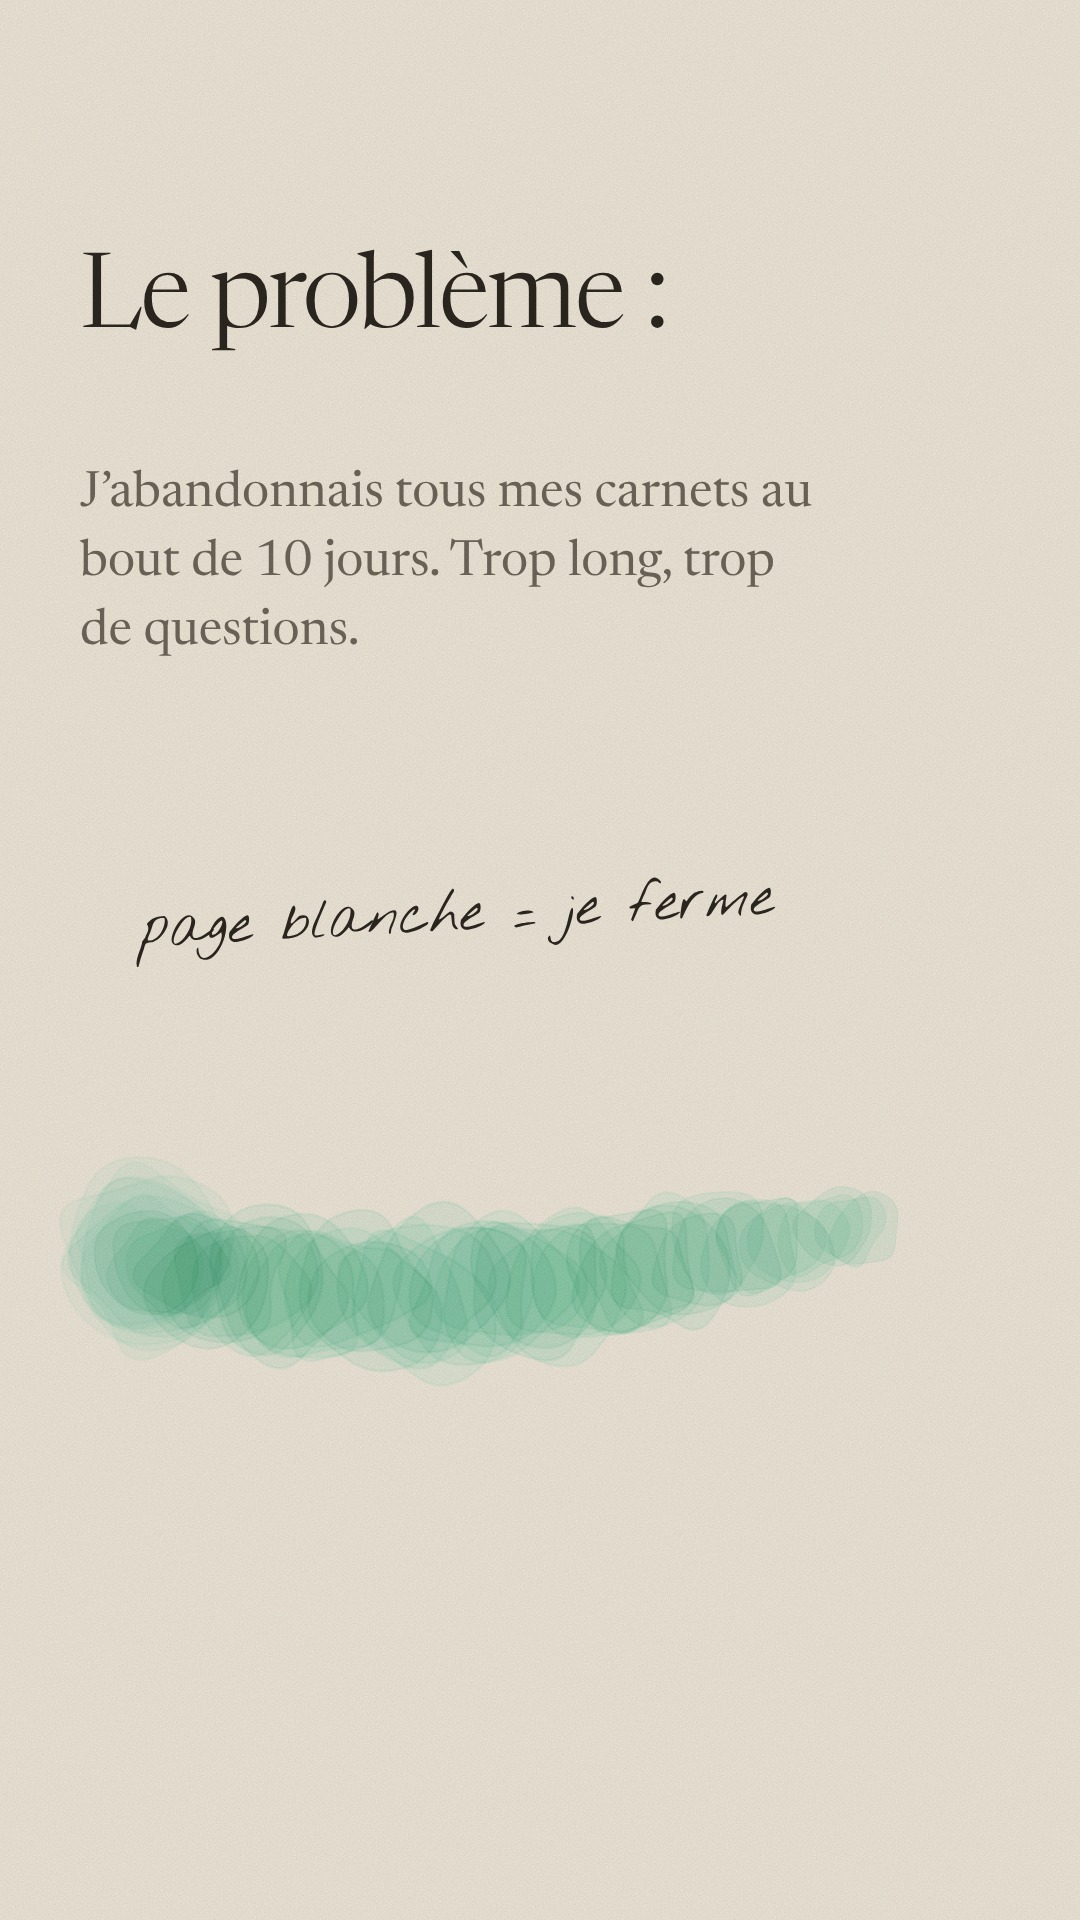 Le problème :
J’abandonnais tous mes carnets au
bout de 10 jours. Trop long, trop
de questions.
page blanche = je ferme